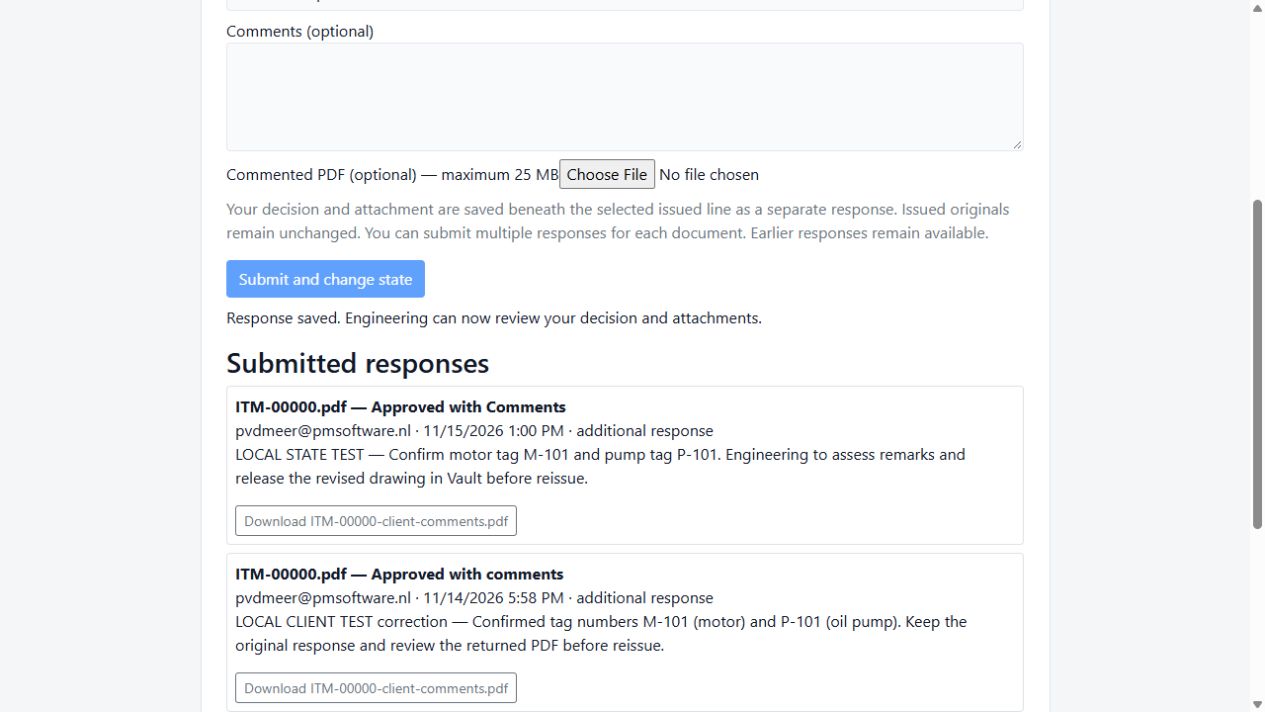 Comments (optional)
Commented PDF (optional) — maximum 25 MB Choose File No file chosen
Your decision and attachment are saved beneath the selected issued line as a separate response. Issued originals
remain unchanged. You can submit multiple responses for each document. Earlier responses remain available.
Submit and change state
Response saved. Engineering can now review your decision and attachments.
Submitted responses
ITM-00000.pdf — Approved with Comments
pvdmeer@pmsoftware.nl · 11/15/2026 1:00 PM · additional response
LOCAL STATE TEST — Confirm motor tag M-101 and pump tag P-101. Engineering to assess remarks and
release the revised drawing in Vault before reissue.
Download ITM-00000-client-comments.pdf
ITM-00000.pdf — Approved with comments
pvdmeer@pmsoftware.nl · 11/14/2026 5:58 PM · additional response
LOCAL CLIENT TEST correction — Confirmed tag numbers M-101 (motor) and P-101 (oil pump). Keep the
original response and review the returned PDF before reissue.
Download ITM-00000-client-comments.pdf